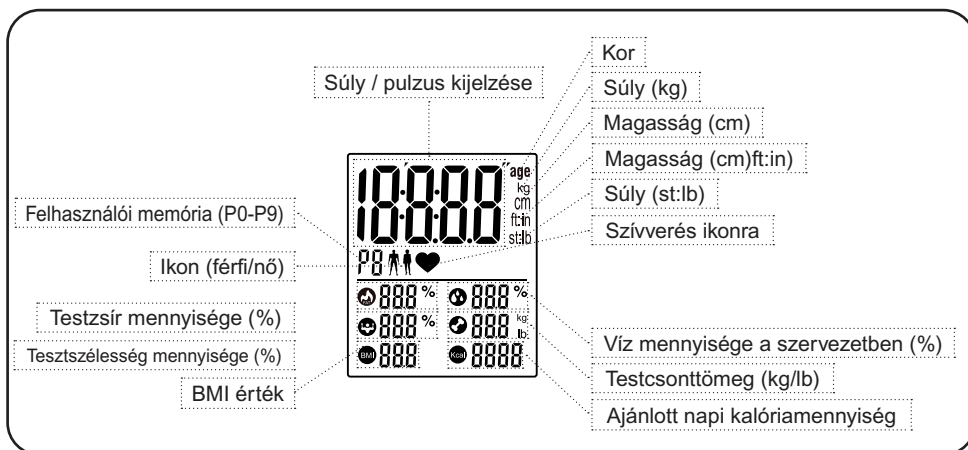 Súly / pulzus kijelzése
Kor
Súly (kg)
Magasság (cm)
Magasság (cm)ft:in)
Súly (st:lb)
Szívverés ikonra
Felhasználói memória (P0-P9)
Ikon (férfi/nő)
Testzsír mennyisége (%)
Tesztszélesség mennyisége (%)
BMI érték
18:8:8.8 age
kg
cm
ft:in
st:lb
P8
888 % 888 %
888 % 888 kg
lb
BMI 888 Kcal 8888
Víz mennyisége a szervezetben (%)
Testcsonttömeg (kg/lb)
Ajánlott napi kalóriamennyiség